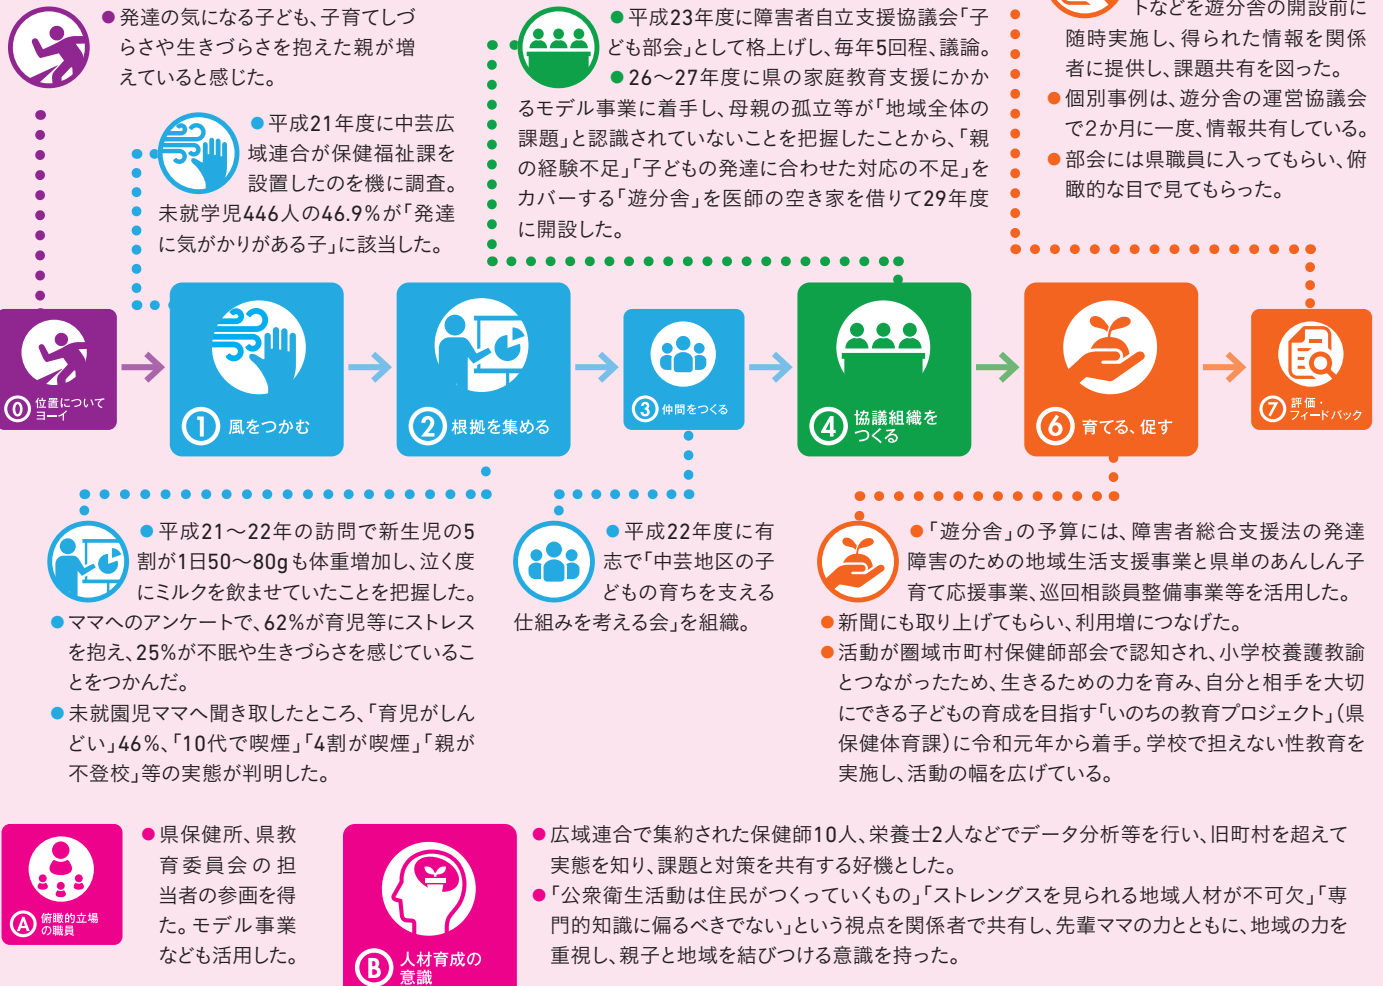 ●発達の気になる子ども、子育てしづ
らさや生きづらさを抱えた親が増
えていると感じた。
●平成21年度に中芸広
域連合が保健福祉課を
設置したのを機に調査。
未就学児446人の46.9%が「発達
に気がかりがある子」に該当した。
●平成23年度に障害者自立支援協議会「子
ども部会」として格上げし、毎年5回程、議論。
●26〜27年度に県の家庭教育支援にかか
るモデル事業に着手し、母親の孤立等が「地域全体の
課題」と認識されていないことを把握したことから、「親
の経験不足」「子どもの発達に合わせた対応の不足」を
カバーする「遊分舎」を医師の空き家を借りて29年度
に開設した。
トなどを遊分舎の開設前に
随時実施し、得られた情報を関係
者に提供し、課題共有を図った。
●個別事例は、遊分舎の運営協議会
で2か月に一度、情報共有している。
●部会には県職員に入ってもらい、俯
瞰的な目で見てもらった。
⓪ 位置について
ヨーイ
① 風をつかむ
② 根拠を集める
③ 仲間をつくる
④ 協議組織を
つくる
⑥ 育てる、促す
⑦ 評価・
フィードバック
●平成21〜22年の訪問で新生児の5
割が1日50〜80gも体重増加し、泣く度
にミルクを飲ませていたことを把握した。
●ママへのアンケートで、62%が育児等にストレス
を抱え、25%が不眠や生きづらさを感じているこ
とをつかんだ。
●未就園児ママへ聞き取したところ、「育児がしん
どい」46%、「10代で喫煙」「4割が喫煙」「親が
不登校」等の実態が判明した。
●平成22年度に有
志で「中芸地区の子
どもの育ちを支える
仕組みを考える会」を組織。
●「遊分舎」の予算には、障害者総合支援法の発達
障害のための地域生活支援事業と県単のあんしん子
育て応援事業、巡回相談員整備事業等を活用した。
●新聞にも取り上げてもらい、利用増につなげた。
●活動が圏域市町村保健師部会で認知され、小学校養護教諭
とつながったため、生きるための力を育み、自分と相手を大切
にできる子どもの育成を目指す「いのちの教育プロジェクト」(県
保健体育課)に令和元年から着手。学校で担えない性教育を
実施し、活動の幅を広げている。
Ⓐ 俯瞰的立場
の職員
●県保健所、県教
育委員会の担
当者の参画を得
た。モデル事業
なども活用した。
Ⓑ 人材育成の
意識
●広域連合で集約された保健師10人、栄養士2人などでデータ分析等を行い、旧町村を超えて
実態を知り、課題と対策を共有する好機とした。
●「公衆衛生活動は住民がつくっていくもの」「ストレングスを見られる地域人材が不可欠」「専
門的知識に偏るべきでない」という視点を関係者で共有し、先輩ママの力とともに、地域の力を
重視し、親子と地域を結びつける意識を持った。